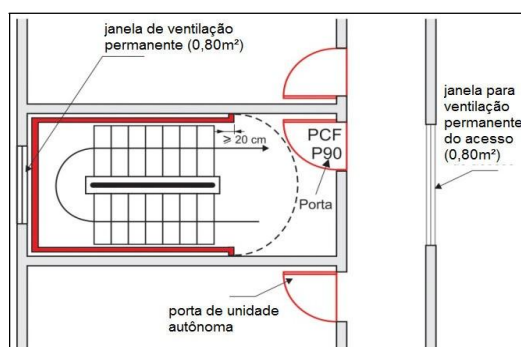 janela de ventilação
permanente (0,80m²)
janela para
ventilação
permanente
do acesso
(0,80m²)
⩾ 20 cm
PCF
P90
Porta
porta de unidade
autônoma